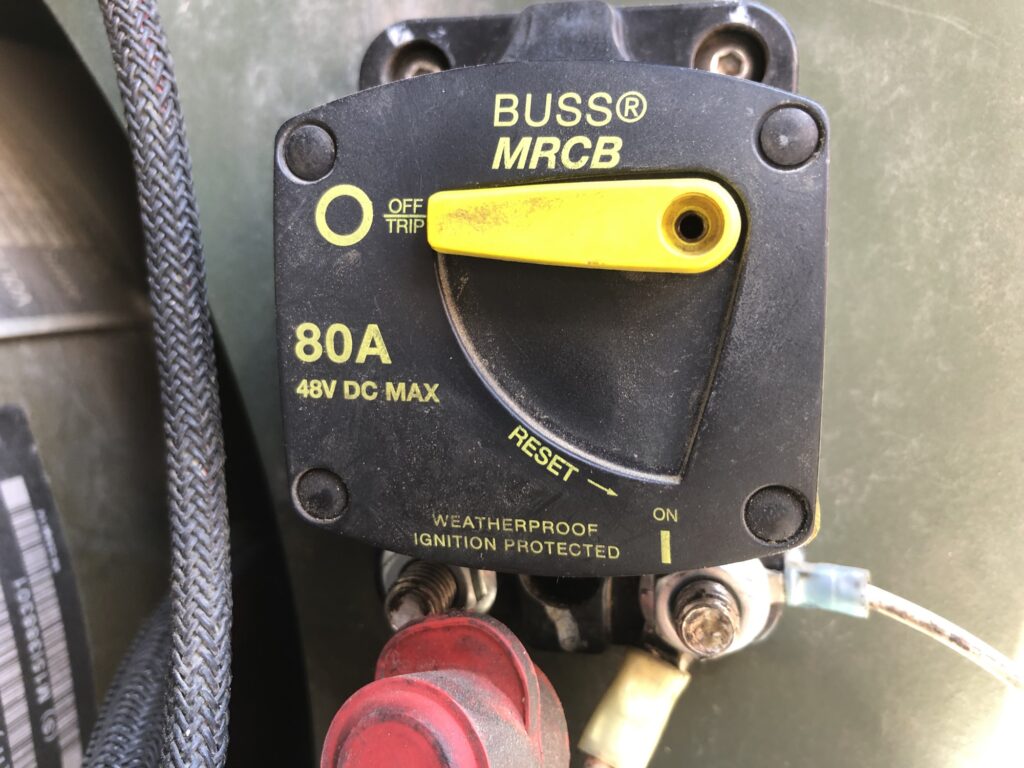 BUSS®
MRCB
OFF
TRIP
80A
48V DC MAX
RESET →
ON
WEATHERPROOF
IGNITION PROTECTED